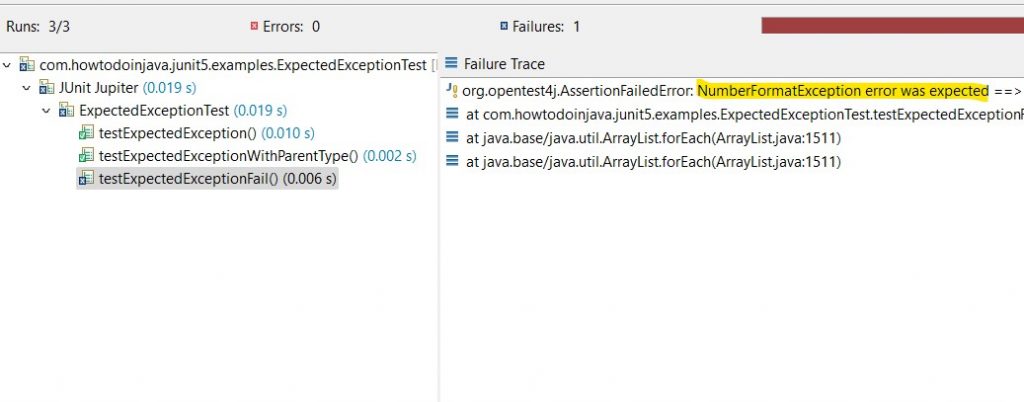 Runs: 3/3 Errors: 0 Failures: 1
com.howtodoinjava.junit5.examples.ExpectedExceptionTest [
JUnit Jupiter (0.019 s)
ExpectedExceptionTest (0.019 s)
testExpectedException() (0.010 s)
testExpectedExceptionWithParentType() (0.002 s)
testExpectedExceptionFail() (0.006 s)
Failure Trace
org.opentest4j.AssertionFailedError: NumberFormatException error was expected ==>
at com.howtodoinjava.junit5.examples.ExpectedExceptionTest.testExpectedExceptionF
at java.base/java.util.ArrayList.forEach(ArrayList.java:1511)
at java.base/java.util.ArrayList.forEach(ArrayList.java:1511)